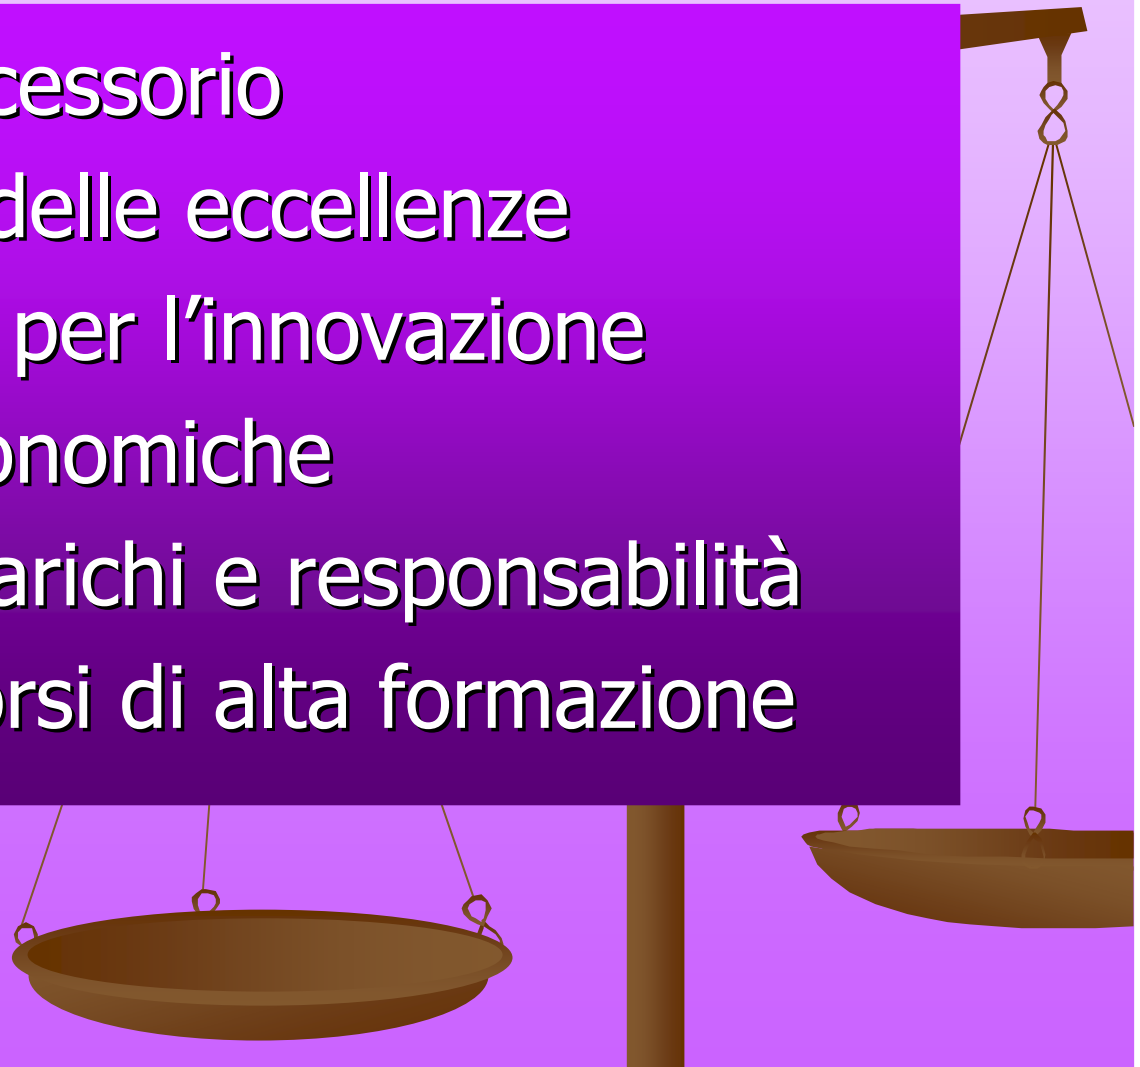 cessorio
delle eccellenze
per l’innovazione
onomiche
arichi e responsabilità
orsi di alta formazione